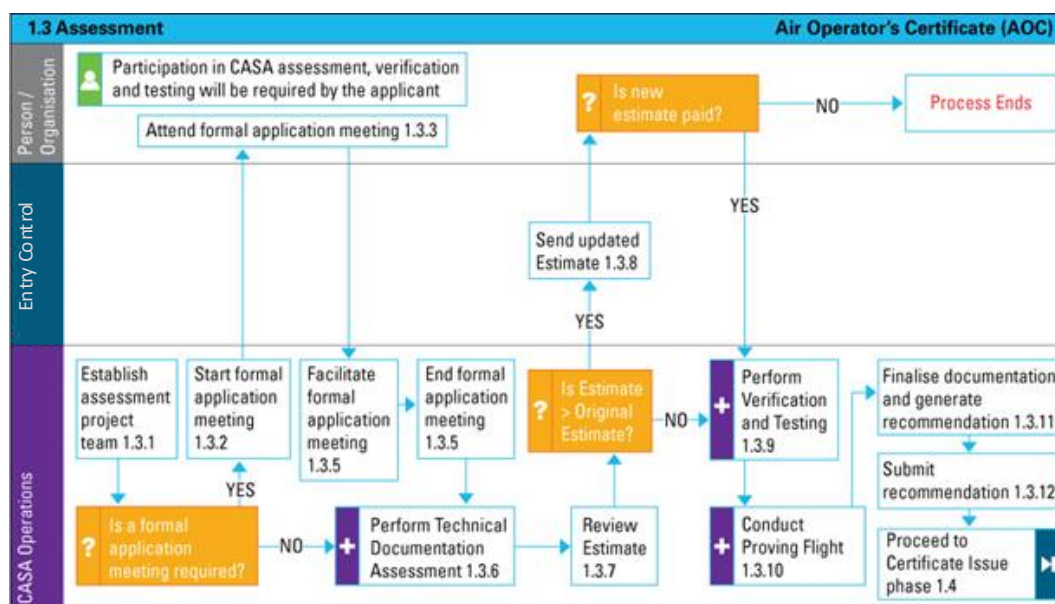 1.3 Assessment
Air Operator's Certificate (AOC)
Person /
Organisation
Participation in CASA assessment, verification
and testing will be required by the applicant
Attend formal application meeting 1.3.3
?
Is new
estimate paid?
NO
Process Ends
YES
Entry Control
Send updated
Estimate 1.3.8
YES
CASA Operations
Establish
assessment
project
team 1.3.1
Start formal
application
meeting
1.3.2
Facilitate
formal
application
meeting
1.3.5
End formal
application
meeting
1.3.5
?
Is Estimate
> Original
Estimate?
NO
+
Perform
Verification
and Testing
1.3.9
Finalise documentation
and generate
recommendation 1.3.11
Submit
recommendation 1.3.12
YES
?
Is a formal
application
meeting required?
NO
+
Perform Technical
Documentation
Assessment 1.3.6
Review
Estimate
1.3.7
+
Conduct
Proving Flight
1.3.10
Proceed to
Certificate Issue
phase 1.4